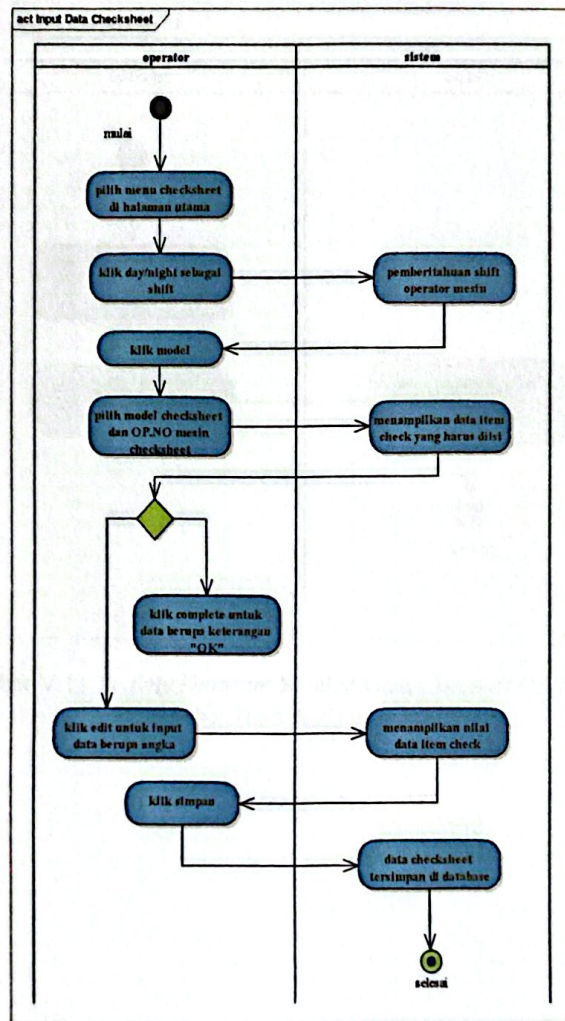 act Input Data Checksheet
operator
sistem
mulai
pilih menu checksheet
di halaman utama
klik day/night sebagai
shift
pemberitahuan shift
operator mesin
klik model
pilih model checksheet
dan OP.NO mesin
checksheet
menampilkan data item
check yang harus diisi
klik complete untuk
data berupa keterangan
"OK"
klik edit untuk input
data berupa angka
menampilkan nilai
data item check
klik simpan
data checksheet
tersimpan di database
selesai